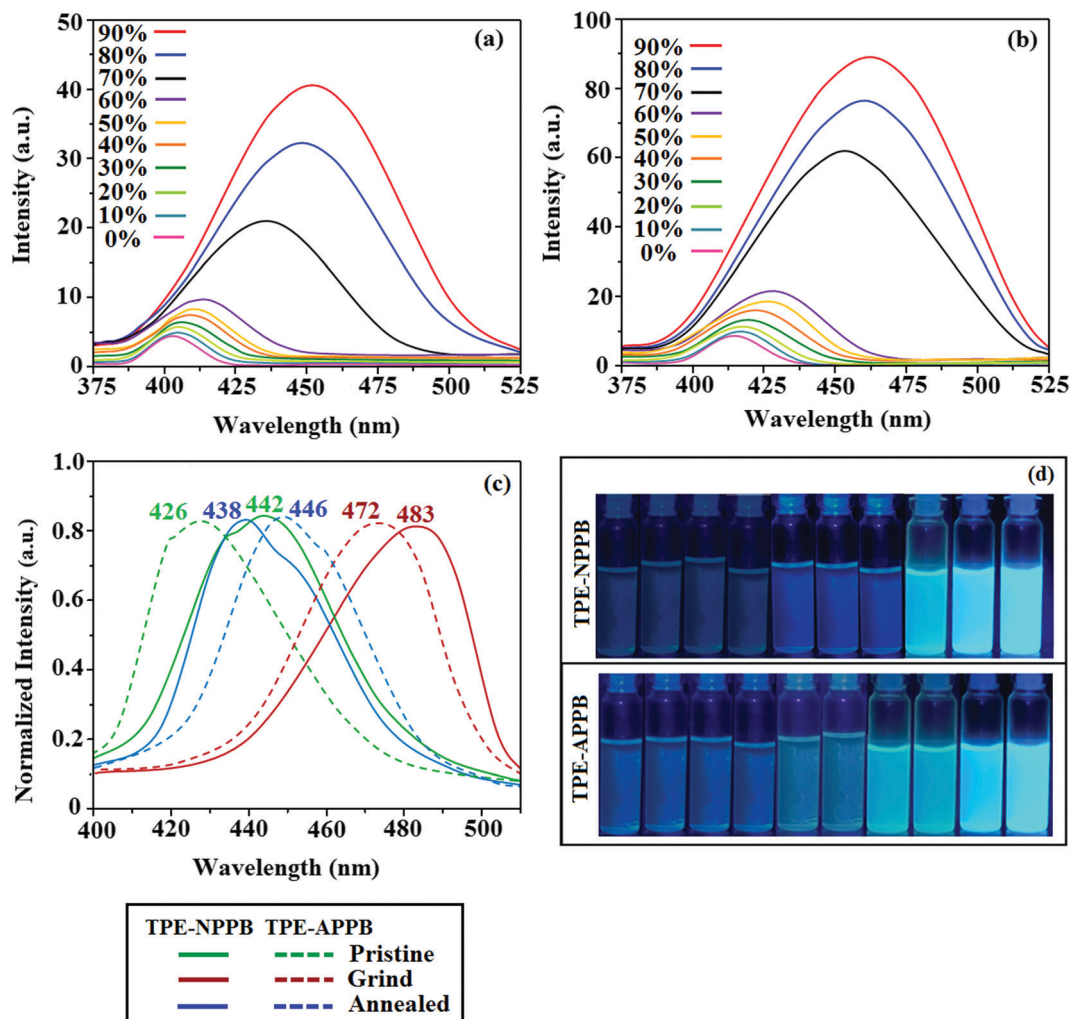 (a)
50
40
30
20
10
0
90%
80%
70%
60%
50%
40%
30%
20%
10%
0%
Intensity (a.u.)
375 400 425 450 475 500 525
Wavelength (nm)
(b)
100
80
60
40
20
0
90%
80%
70%
60%
50%
40%
30%
20%
10%
0%
Intensity (a.u.)
375 400 425 450 475 500 525
Wavelength (nm)
(c)
1.0
0.8
0.6
0.4
0.2
0
426 438 442 446 472 483
Normalized Intensity (a.u.)
400 420 440 460 480 500
Wavelength (nm)
TPE-NPPB TPE-APPB
Pristine
Grind
Annealed
(d)
TPE-NPPB
TPE-APPB